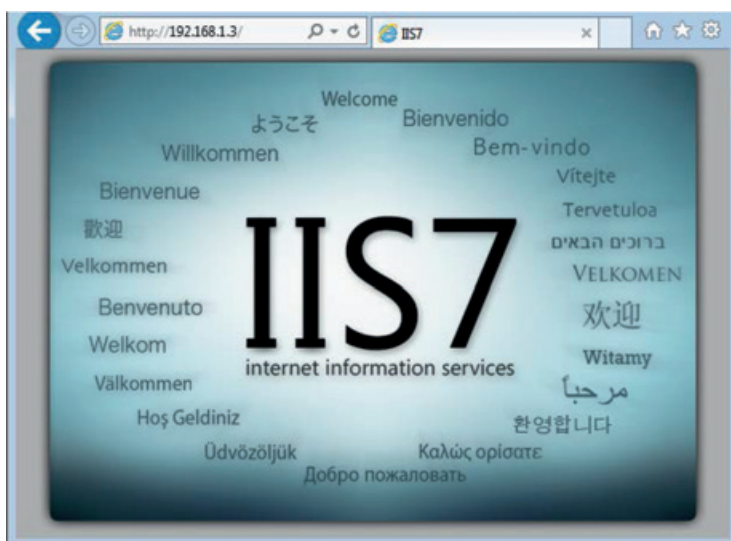 http://192.168.1.3/
IIS7
Welcome
ようこそ
Bienvenido
Willkommen
Bem-vindo
Vítejte
Bienvenue
Tervetuloa
歡迎
ברוכים הבאים
Velkommen
VELKOMEN
Benvenuto
欢迎
IIS7
internet information services
Welkom
Witamy
Välkommen
مرحباً
Hoş Geldiniz
환영합니다
Üdvözöljük
Καλώς ορίσατε
Добро пожаловать